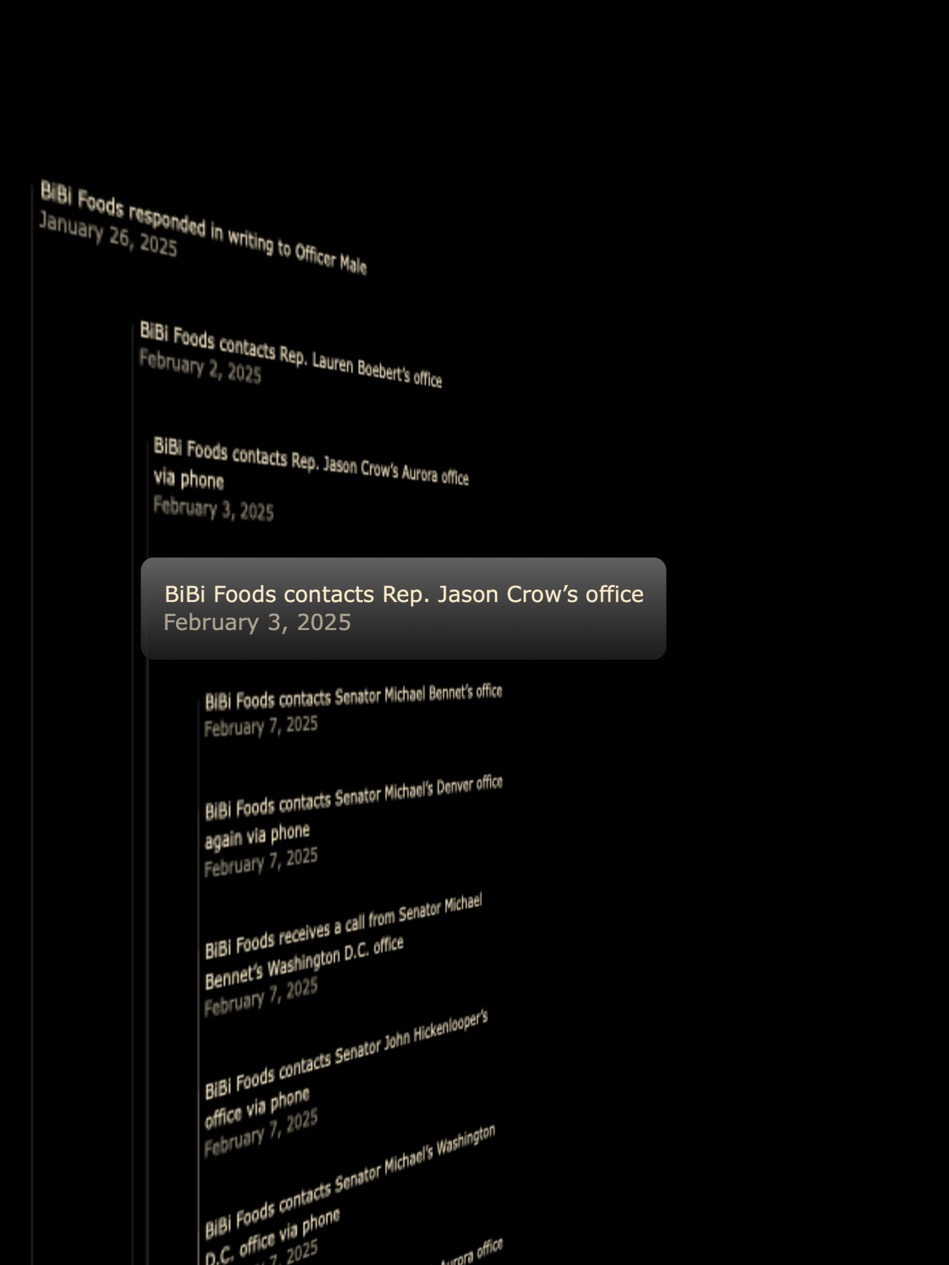 BiBi Foods responded in writing to Officer Male
January 26, 2025
BiBi Foods contacts Rep. Lauren Boebert’s office
February 2, 2025
BiBi Foods contacts Rep. Jason Crow’s Aurora office
via phone
February 3, 2025
BiBi Foods contacts Rep. Jason Crow’s office
February 3, 2025
BiBi Foods contacts Senator Michael Bennet’s office
February 7, 2025
BiBi Foods contacts Senator Michael’s Denver office
again via phone
February 7, 2025
BiBi Foods receives a call from Senator Michael
Bennet’s Washington D.C. office
February 7, 2025
BiBi Foods contacts Senator John Hickenlooper’s
office via phone
February 7, 2025
BiBi Foods contacts Senator Michael’s Washington
D.C. office via phone
7, 2025
office